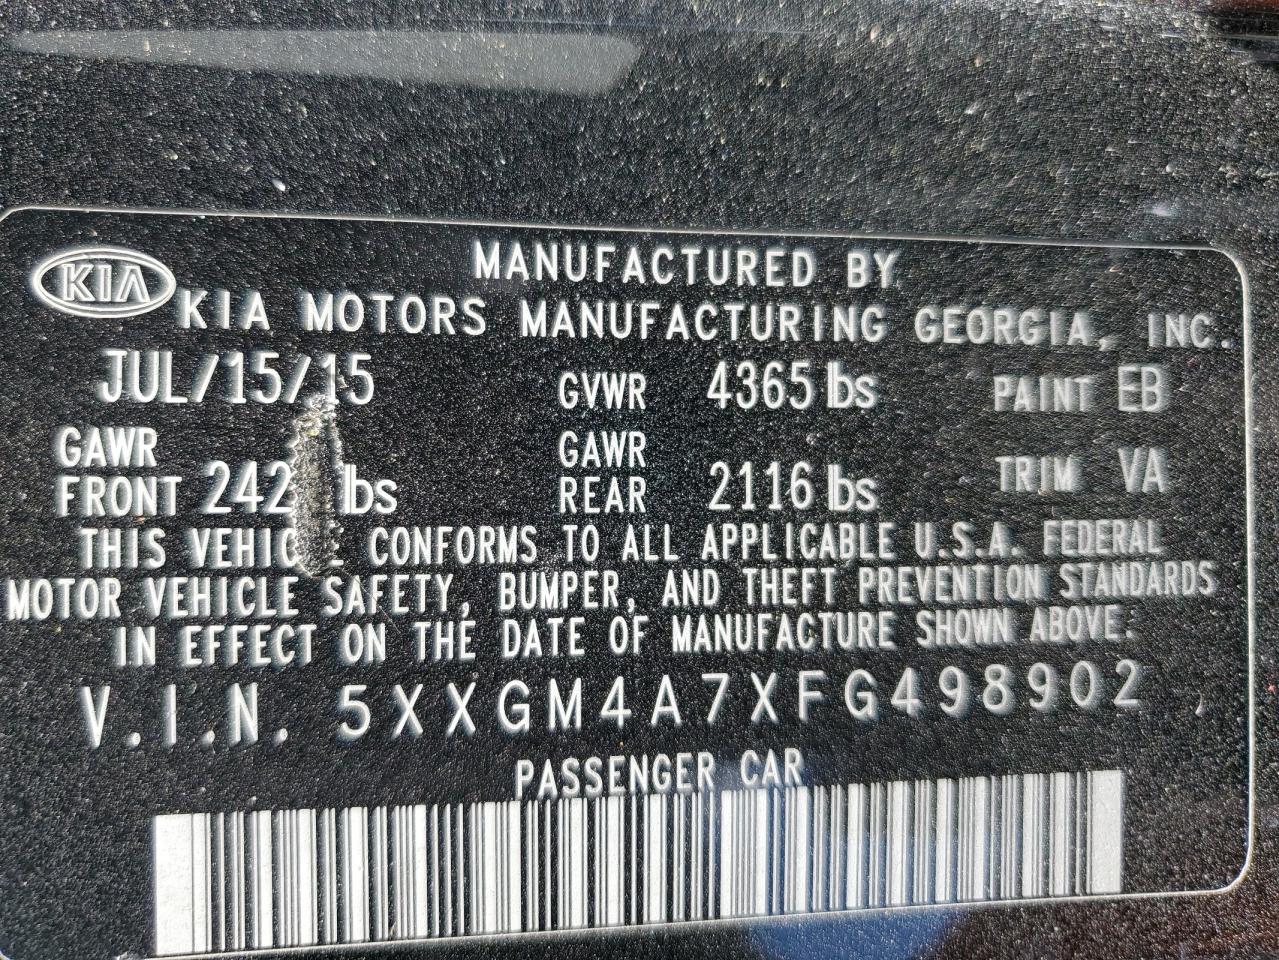 MANUFACTURED BY
KIA KIA MOTORS MANUFACTURING GEORGIA, INC.
JUL/15/15 GVWR 4365 lbs PAINT EB
GAWR FRONT lbs GAWR REAR 2116 lbs TRIM VA
THIS VEHICLE CONFORMS TO ALL APPLICABLE U.S.A. FEDERAL
MOTOR VEHICLE SAFETY, BUMPER, AND THEFT PREVENTION STANDARDS
IN EFFECT ON THE DATE OF MANUFACTURE SHOWN ABOVE.
V.I.N. 5XXGM4A7XFG498902
PASSENGER CAR